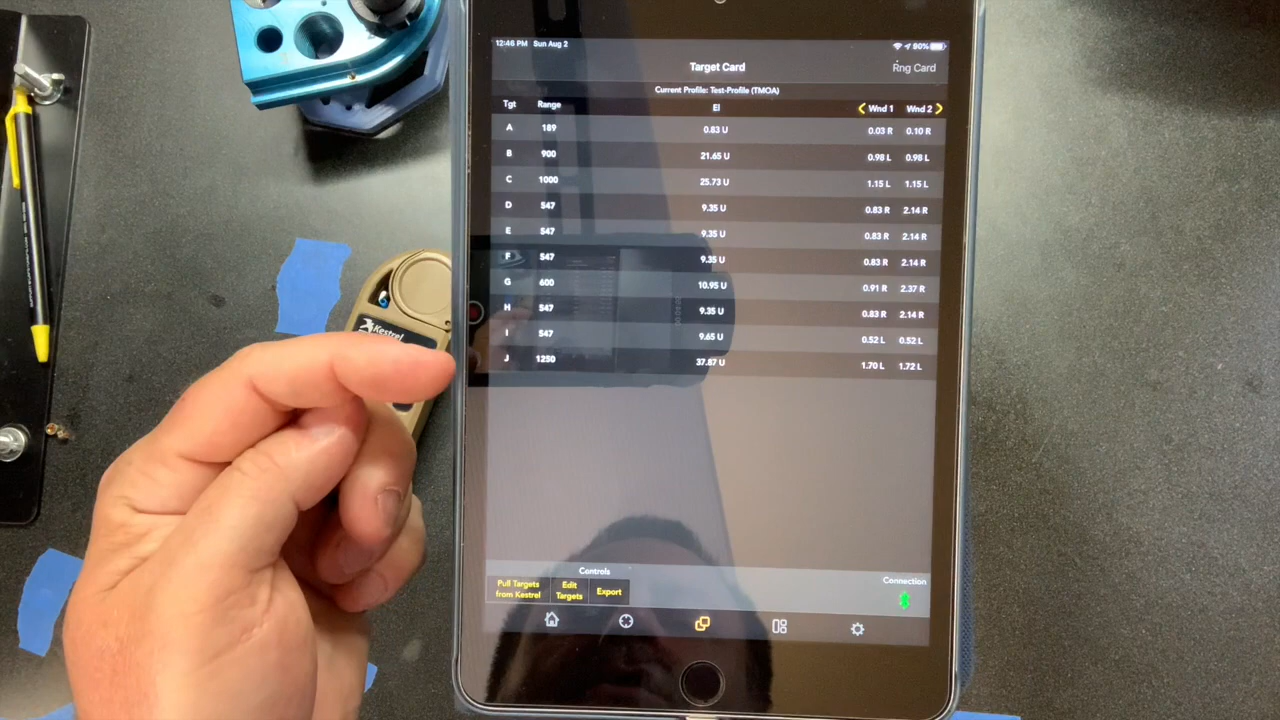 12:46 PM Sun Aug 2 80%
Target Card Rng Card
Current Profile: Test-Profile (TMOA)
Tgt Range El Wnd 1 Wnd 2
A 189 0.83 U 0.03 R 0.10 R
B 900 21.65 U 0.98 L 0.98 L
C 1000 25.73 U 1.15 L 1.15 L
D 547 9.35 U 0.83 R 2.14 R
E 547 9.35 U 0.83 R 2.14 R
F 547 9.35 U 0.83 R 2.14 R
G 600 10.95 U 0.91 R 2.37 R
H 547 9.35 U 0.83 R 2.14 R
I 547 9.65 U 0.52 L 0.52 L
J 1250 37.87 U 1.70 L 1.72 L
Kestrel
Controls
Connection
Pull Targets
from Kestrel
Edit
Targets
Export